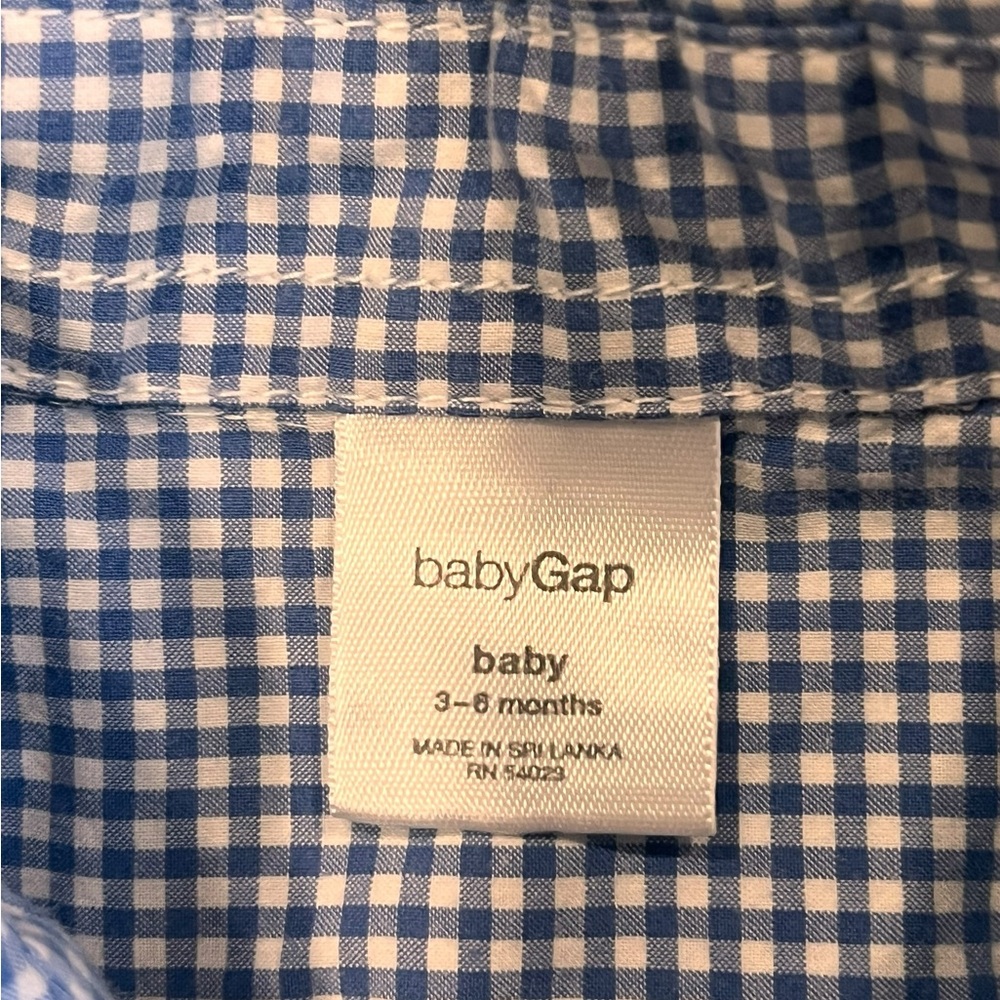 babyGap
baby
3–6 months
MADE IN SRI LANKA
RN 54023